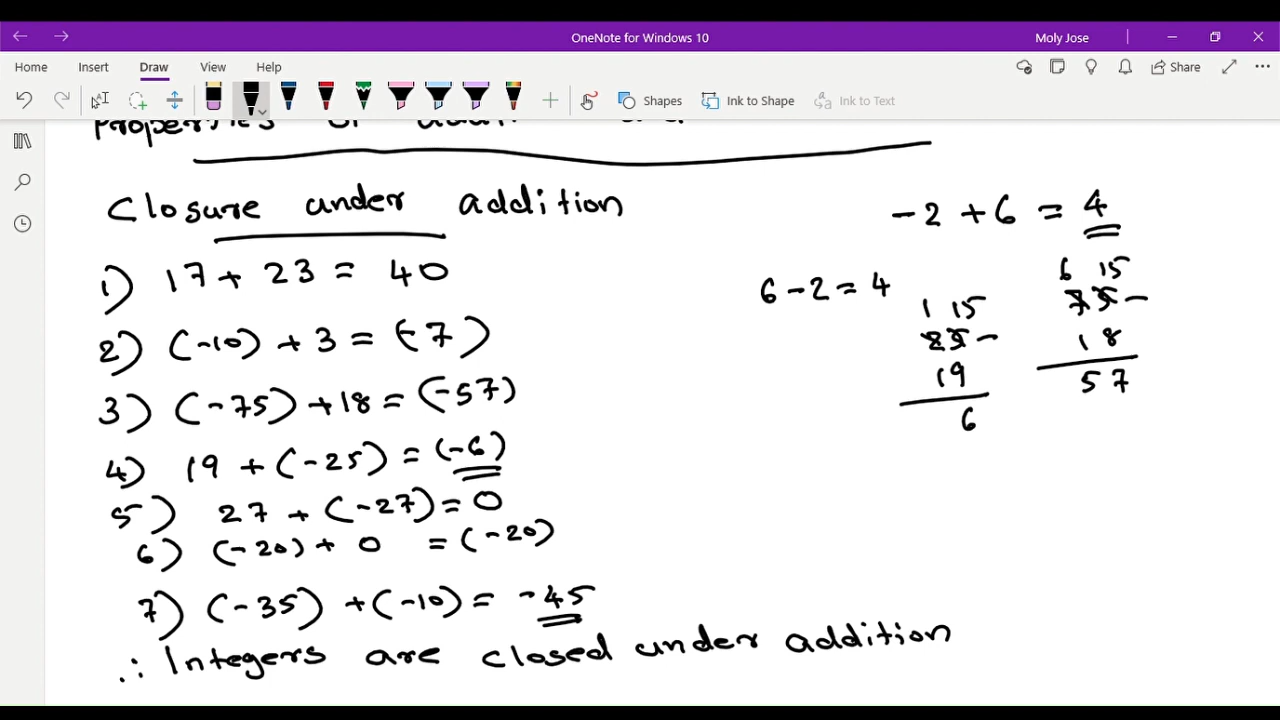 OneNote for Windows 10
Moly Jose
Home Insert Draw View Help
Share
Shapes Ink to Shape Ink to Text
Properties of
Closure under addition
1) 17 + 23 = 40
2) (-10) + 3 = (-7)
3) (-75) + 18 = (-57)
4) 19 + (-25) = (-6)
5) 27 + (-27) = 0
6) (-20) + 0 = (-20)
7) (-35) + (-10) = -45
∴ Integers are closed under addition
-2 + 6 = 4
6 - 2 = 4
1 15
25 -
19
6
6 15
75 -
18
57